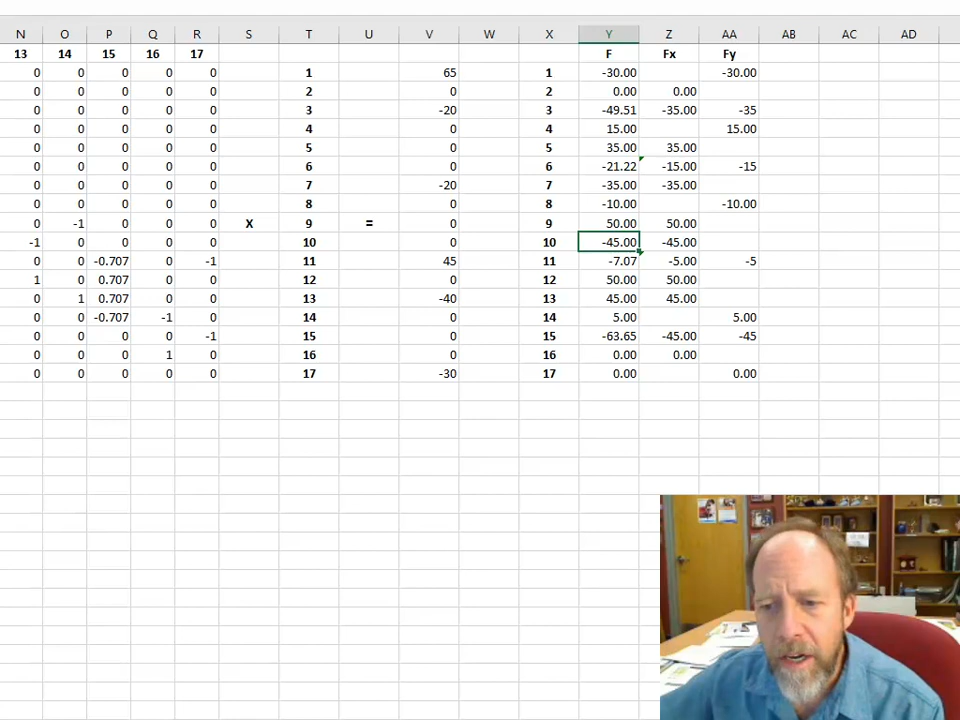 N O P Q R S T U V W X Y Z AA AB AC AD
13 14 15 16 17 F Fx Fy
0 0 0 0 0 1 65 1 -30.00 -30.00
0 0 0 0 0 2 0 2 0.00 0.00
0 0 0 0 0 3 -20 3 -49.51 -35.00 -35
0 0 0 0 0 4 0 4 15.00 15.00
0 0 0 0 0 5 0 5 35.00 35.00
0 0 0 0 0 6 0 6 -21.22 -15.00 -15
0 0 0 0 0 7 -20 7 -35.00 -35.00
0 0 0 0 0 8 0 8 -10.00 -10.00
0 -1 0 0 0 X 9 = 0 9 50.00 50.00
-1 0 0 0 0 10 0 10 -45.00 -45.00
0 0 -0.707 0 -1 11 45 11 -7.07 -5.00 -5
1 0 0.707 0 0 12 0 12 50.00 50.00
0 1 0.707 0 0 13 -40 13 45.00 45.00
0 0 -0.707 -1 0 14 0 14 5.00 5.00
0 0 0 0 -1 15 0 15 -63.65 -45.00 -45
0 0 0 1 0 16 0 16 0.00 0.00
0 0 0 0 0 17 -30 17 0.00 0.00